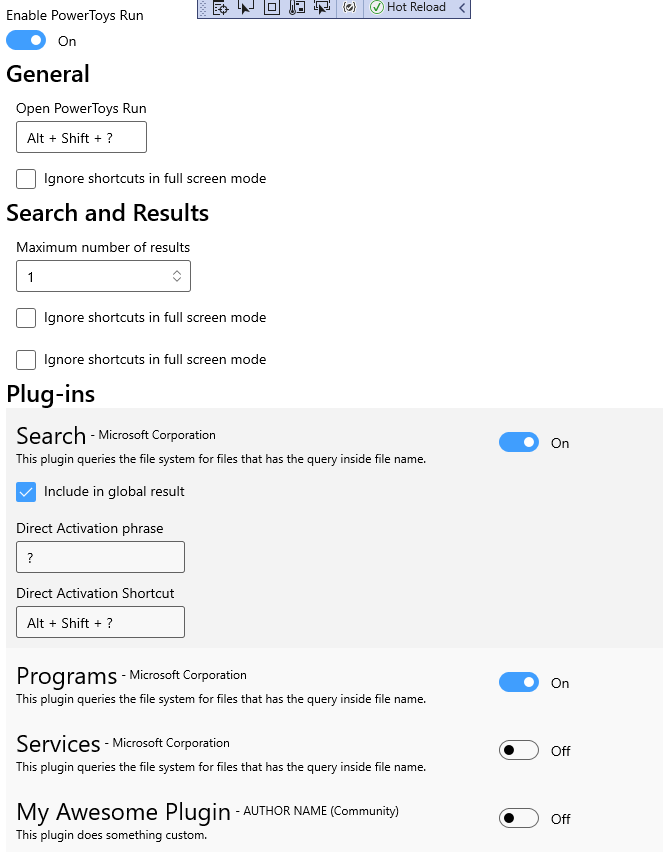 Enable PowerToys Run
Hot Reload
On
General
Open PowerToys Run
Alt + Shift + ?
Ignore shortcuts in full screen mode
Search and Results
Maximum number of results
1
Ignore shortcuts in full screen mode
Ignore shortcuts in full screen mode
Plug-ins
Search - Microsoft Corporation
On
This plugin queries the file system for files that has the query inside file name.
Include in global result
Direct Activation phrase
?
Direct Activation Shortcut
Alt + Shift + ?
Programs - Microsoft Corporation
On
This plugin queries the file system for files that has the query inside file name.
Services - Microsoft Corporation
Off
This plugin queries the file system for files that has the query inside file name.
My Awesome Plugin - AUTHOR NAME (Community)
Off
This plugin does something custom.